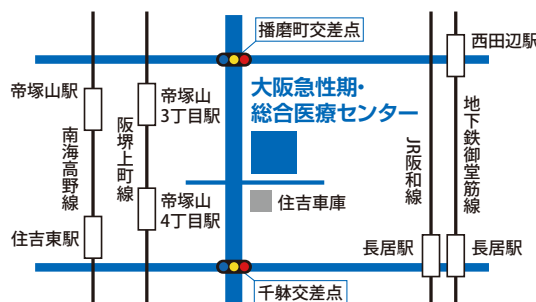 播磨町交差点
西田辺駅
帝塚山駅
帝塚山
3丁目駅
大阪急性期・
総合医療センター
南海高野線
阪堺上町線
JR阪和線
地下鉄御堂筋線
帝塚山
4丁目駅
住吉車庫
住吉東駅
長居駅
長居駅
千躰交差点